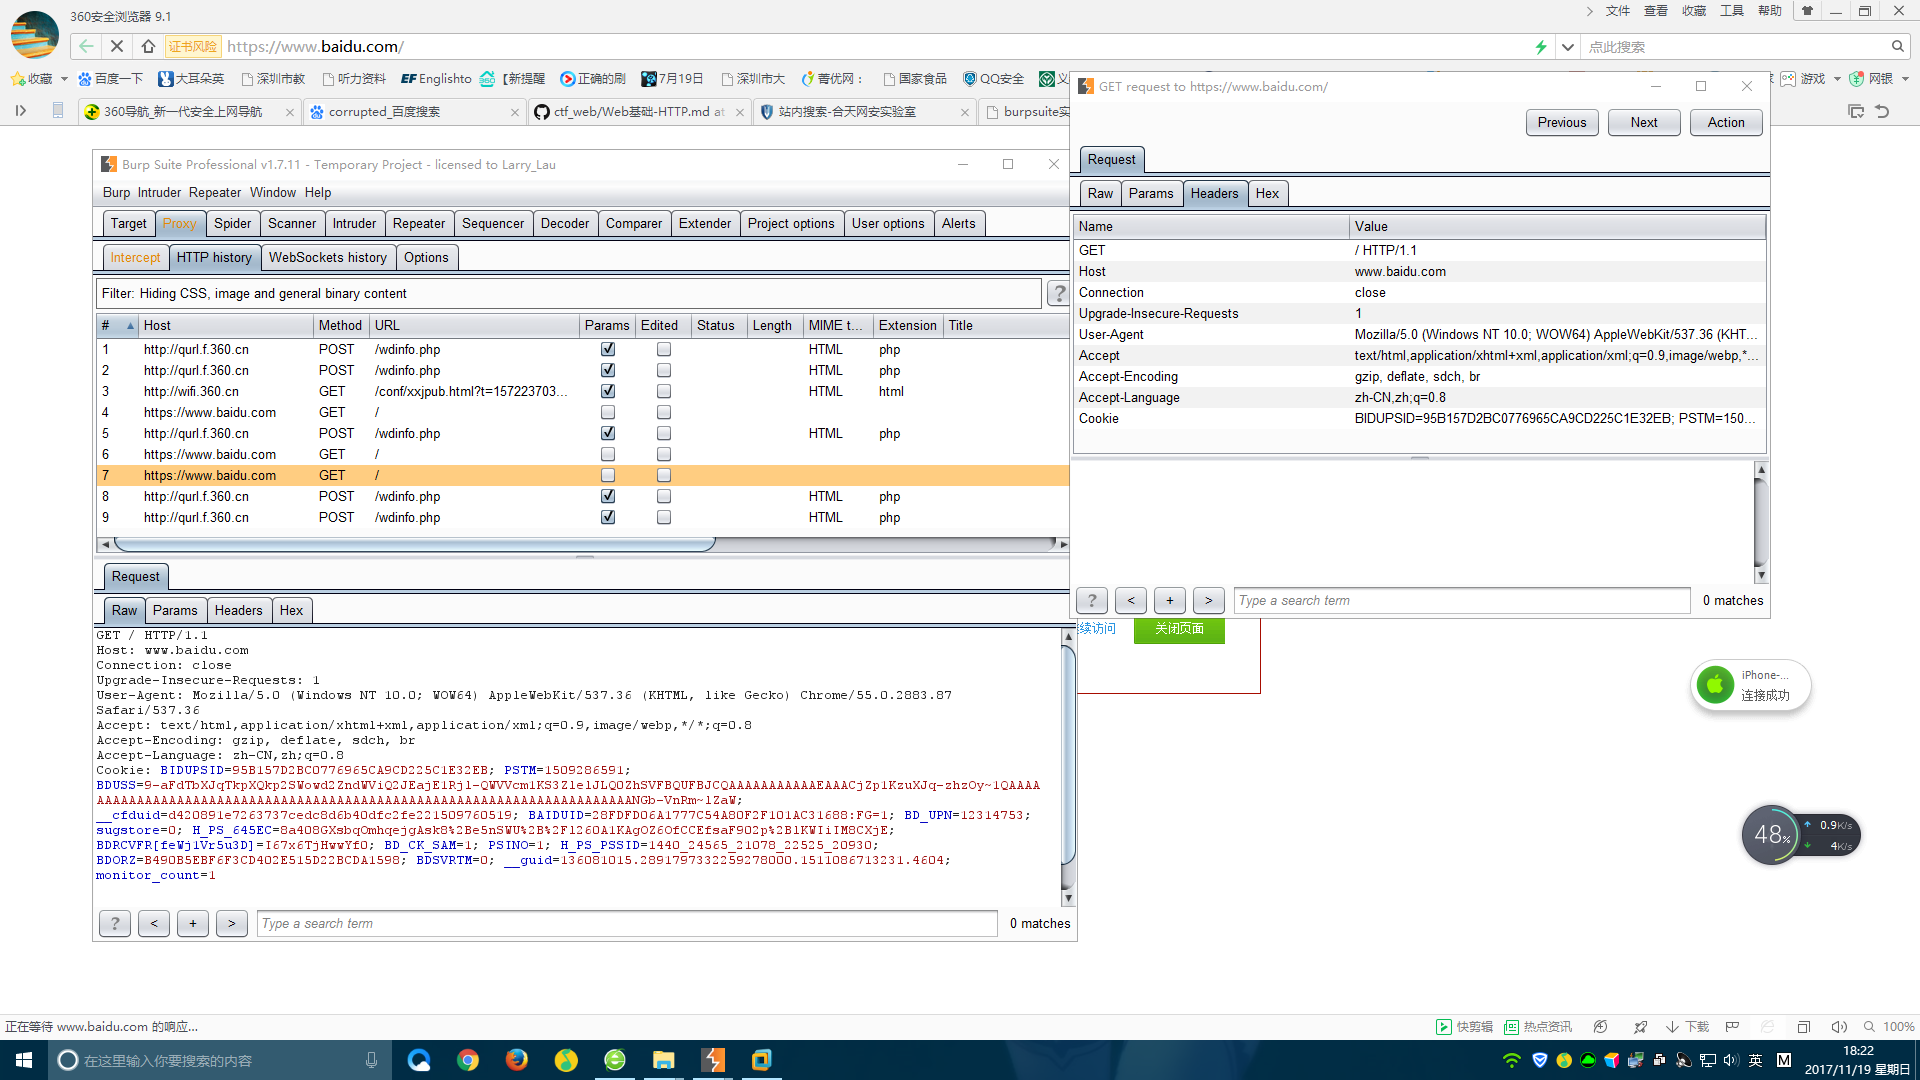 360安全浏览器 9.1
文件 查看 收藏 工具 帮助
证书风险 https://www.baidu.com/
点此搜索
收藏 百度一下 大耳朵英 深圳市教 听力资料 EF Englishto 【新提醒 正确的刷 7月19日 深圳市大 菁优网： 国家食品 QQ安全 义 游戏 网银
360导航_新一代安全上网导航 corrupted_百度搜索 ctf_web/Web基础-HTTP.md at 站内搜索-合天网安实验室 burpsuite实
Burp Suite Professional v1.7.11 - Temporary Project - licensed to Larry_Lau
Burp Intruder Repeater Window Help
Target Proxy Spider Scanner Intruder Repeater Sequencer Decoder Comparer Extender Project options User options Alerts
Intercept HTTP history WebSockets history Options
Filter: Hiding CSS, image and general binary content ?
# Host Method URL Params Edited Status Length MIME t... Extension Title
1 http://qurl.f.360.cn POST /wdinfo.php HTML php
2 http://qurl.f.360.cn POST /wdinfo.php HTML php
3 http://wifi.360.cn GET /conf/xxjpub.html?t=157223703... HTML html
4 https://www.baidu.com GET /
5 http://qurl.f.360.cn POST /wdinfo.php HTML php
6 https://www.baidu.com GET /
7 https://www.baidu.com GET /
8 http://qurl.f.360.cn POST /wdinfo.php HTML php
9 http://qurl.f.360.cn POST /wdinfo.php HTML php
Request
Raw Params Headers Hex
GET / HTTP/1.1
Host: www.baidu.com
Connection: close
Upgrade-Insecure-Requests: 1
User-Agent: Mozilla/5.0 (Windows NT 10.0; WOW64) AppleWebKit/537.36 (KHTML, like Gecko) Chrome/55.0.2883.87
Safari/537.36
Accept: text/html,application/xhtml+xml,application/xml;q=0.9,image/webp,*/*;q=0.8
Accept-Encoding: gzip, deflate, sdch, br
Accept-Language: zh-CN,zh;q=0.8
Cookie: BIDUPSID=95B157D2BC0776965CA9CD225C1E32EB; PSTM=1509286591;
__cfduid=d420891e7263737cedc8d6b40dfc2fe221509760519; BAIDUID=28FDFD06A1777C54A80F2F101AC31688:FG=1; BD_UPN=12314753;
sugstore=0;
BDRCVFR[feWj1Vr5u3D]=I67x6TjHwwYf0; BD_CK_SAM=1; PSINO=1; H_PS_PSSID=1440_24565_21078_22525_20930;
BDORZ=B490B5EBF6F3CD402E515D22BCDA1598; BDSVRTM=0; __guid=136081015.2891797332259278000.1511086713231.4604;
monitor_count=1
? < + > Type a search term 0 matches
GET request to https://www.baidu.com/
Previous Next Action
Request
Raw Params Headers Hex
Name Value
GET / HTTP/1.1
Host www.baidu.com
Connection close
Upgrade-Insecure-Requests 1
User-Agent Mozilla/5.0 (Windows NT 10.0; WOW64) AppleWebKit/537.36 (KHT...
Accept text/html,application/xhtml+xml,application/xml;q=0.9,image/webp,*...
Accept-Encoding gzip, deflate, sdch, br
Accept-Language zh-CN,zh;q=0.8
Cookie BIDUPSID=95B157D2BC0776965CA9CD225C1E32EB; PSTM=150...
? < + > Type a search term 0 matches
续访问 关闭页面
iPhone-...
连接成功
48% 0.9K/s
4K/s
正在等待 www.baidu.com 的响应...
快剪辑 热点资讯 下载 100%
在这里输入你要搜索的内容
英 M
18:22
2017/11/19 星期日